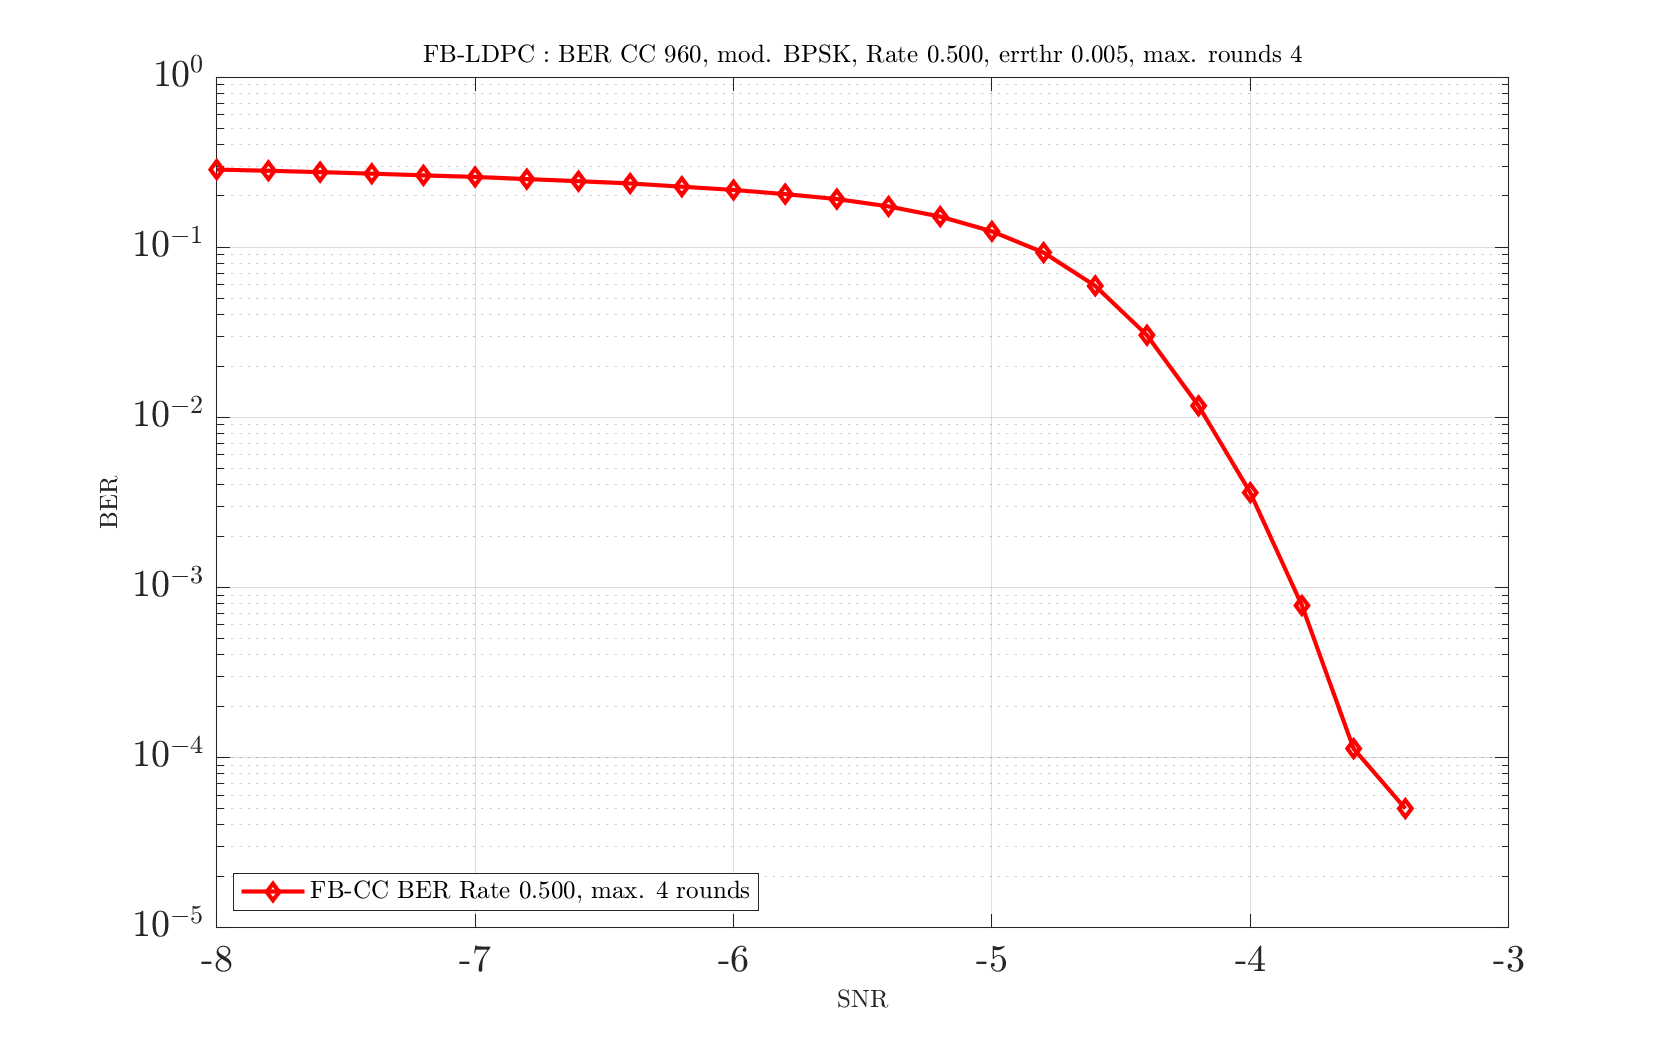 FB-LDPC : BER CC 960, mod. BPSK, Rate 0.500, errthr 0.005, max. rounds 4
10^0
10^-1
10^-2
10^-3
10^-4
10^-5
BER
FB-CC BER Rate 0.500, max. 4 rounds
-8 -7 -6 -5 -4 -3
SNR